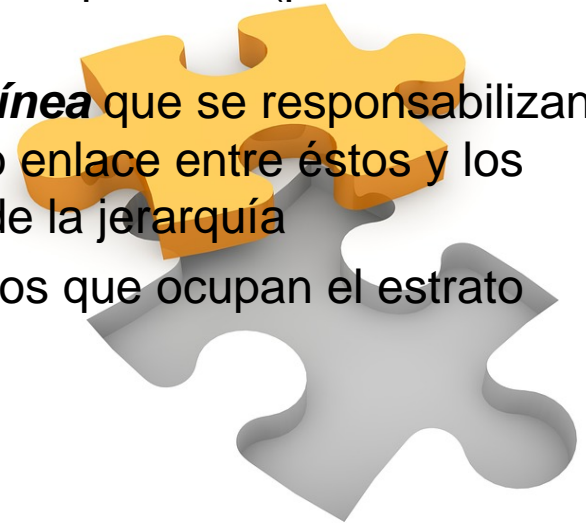 ínea que se responsabilizan
enlace entre éstos y los
de la jerarquía
os que ocupan el estrato